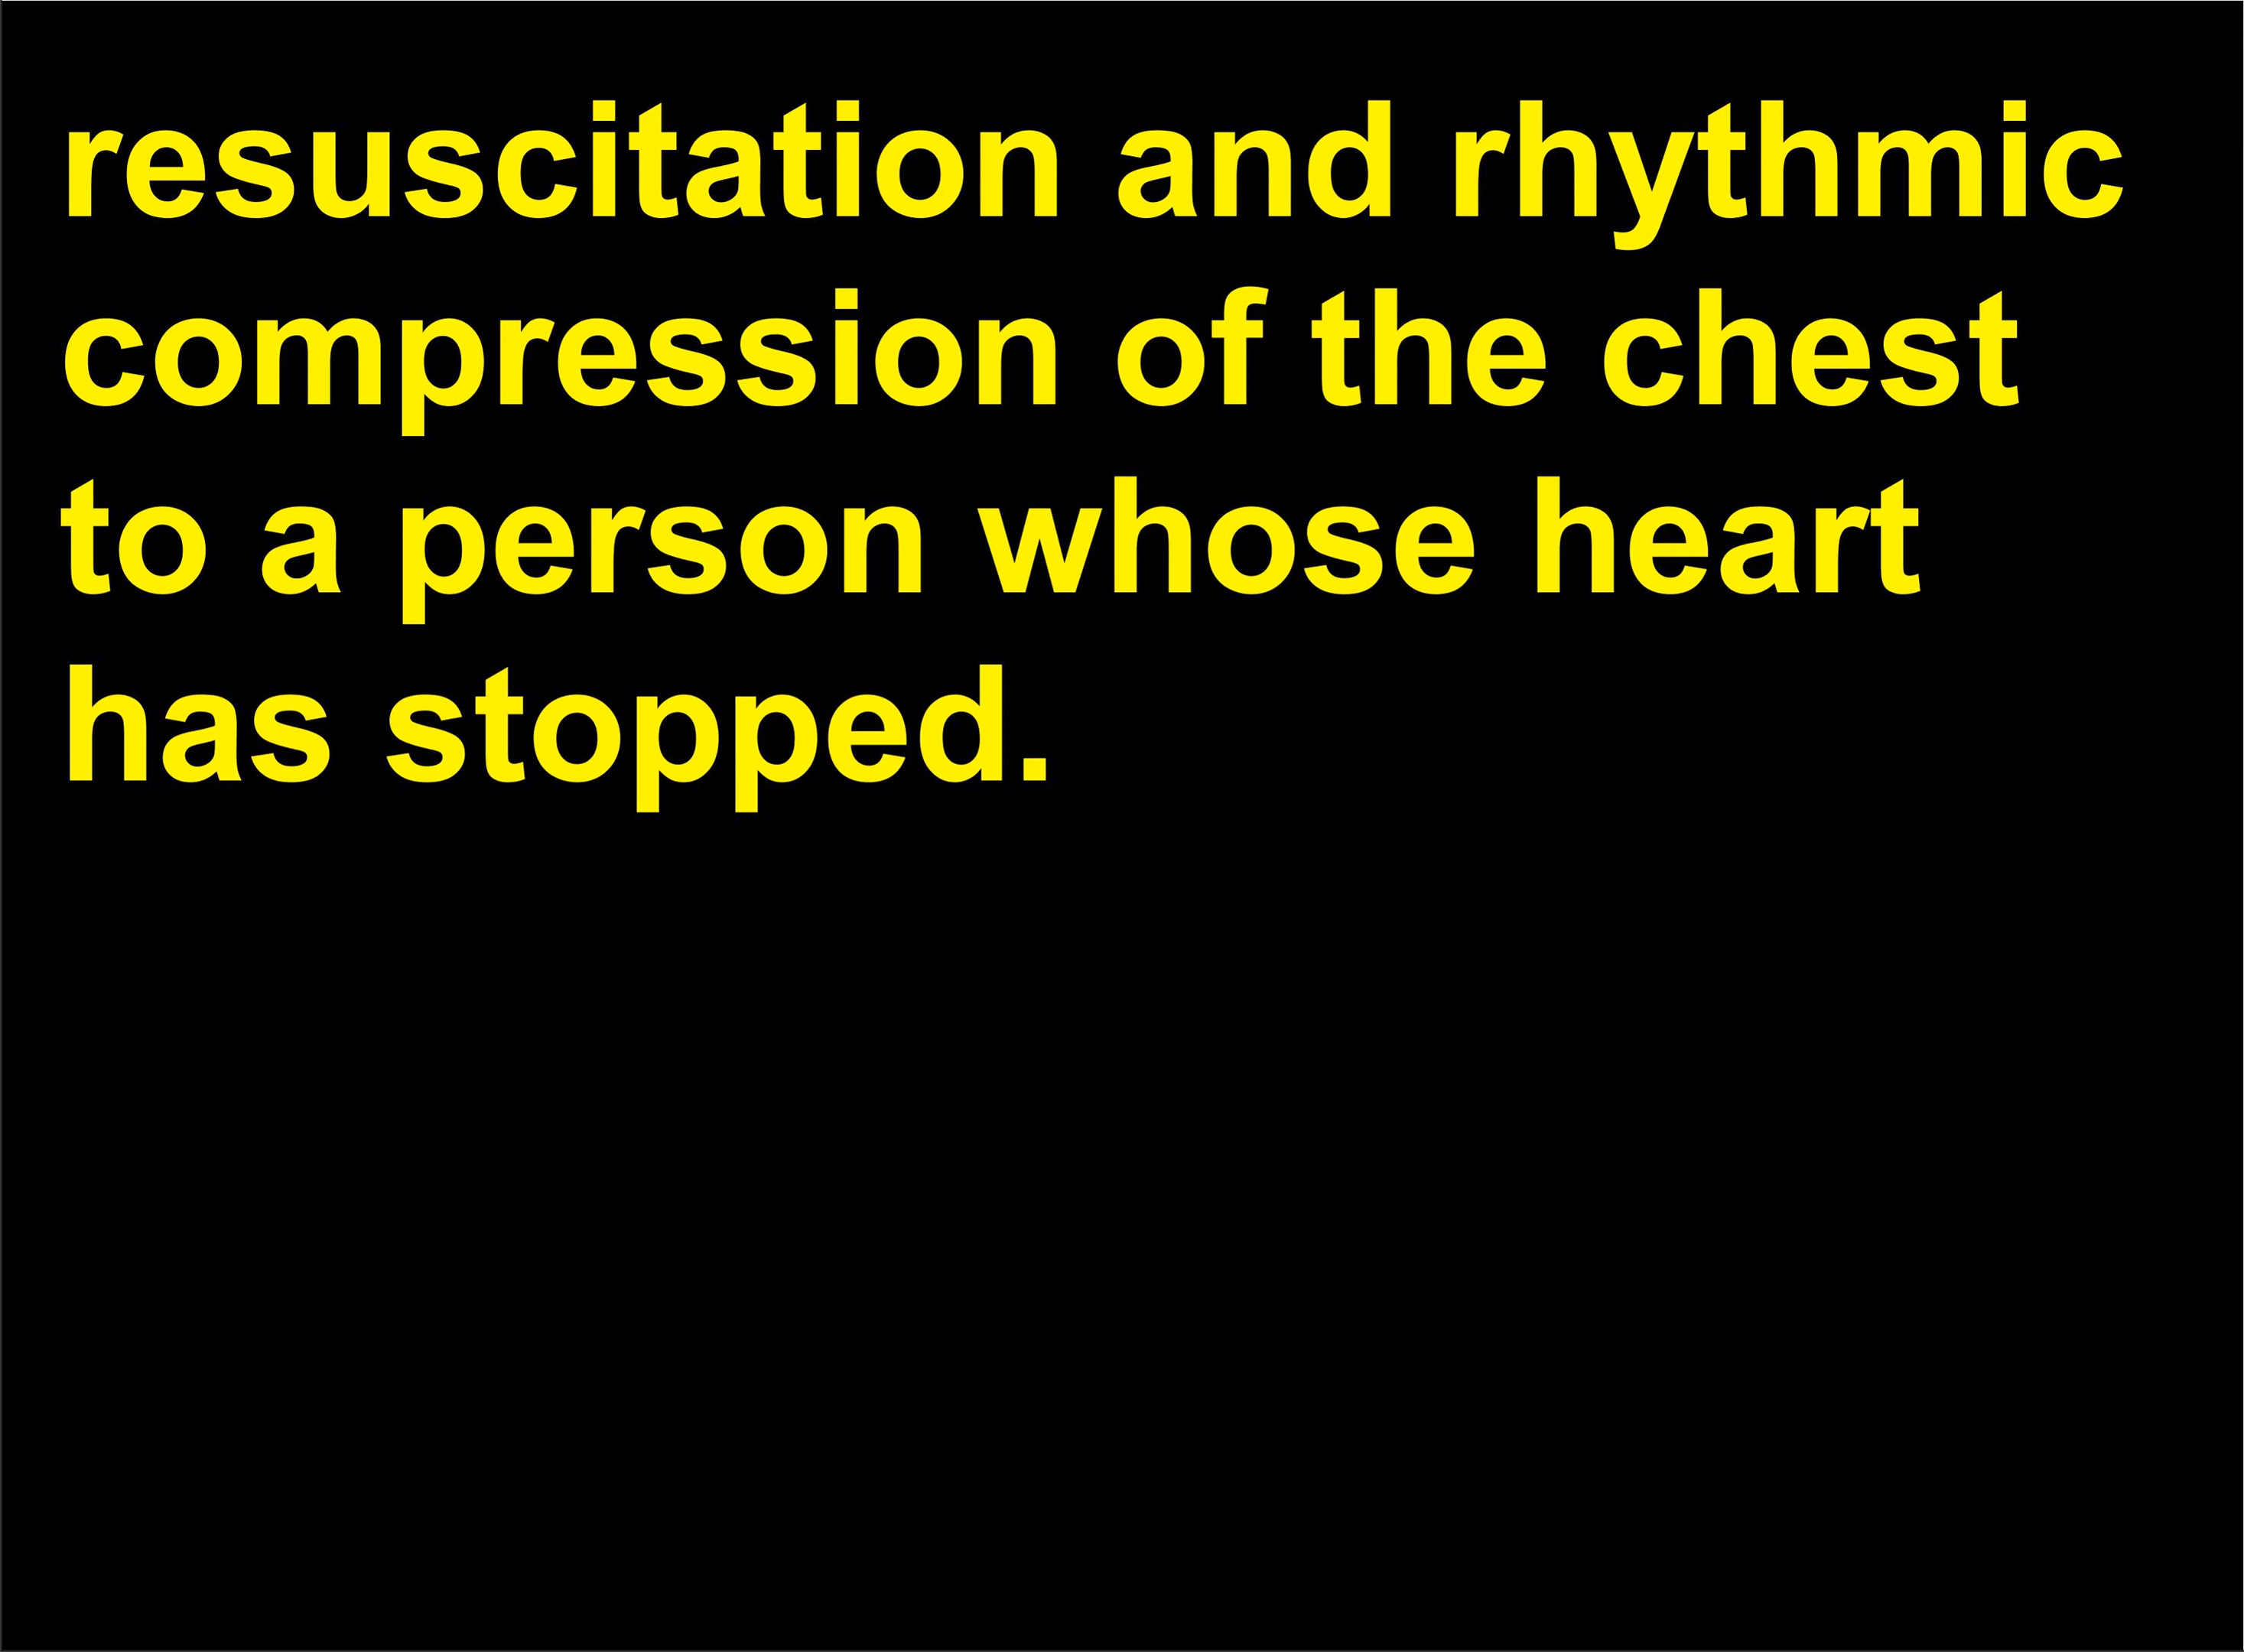 resuscitation and rhythmic
compression of the chest
to a person whose heart
has stopped.